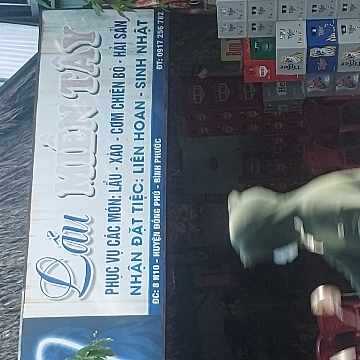 Lẩu MIỀN TÂY
PHỤC VỤ CÁC MÓN: LẨU - XÀO - CƠM CHIÊN BÒ - HẢI SẢN
NHẬN ĐẶT TIỆC: LIÊN HOAN - SINH NHẬT
ĐC: 8 N10 - HUYỆN ĐỒNG PHÚ - BÌNH PHƯỚC ĐT: 0917 256 782
Tiger